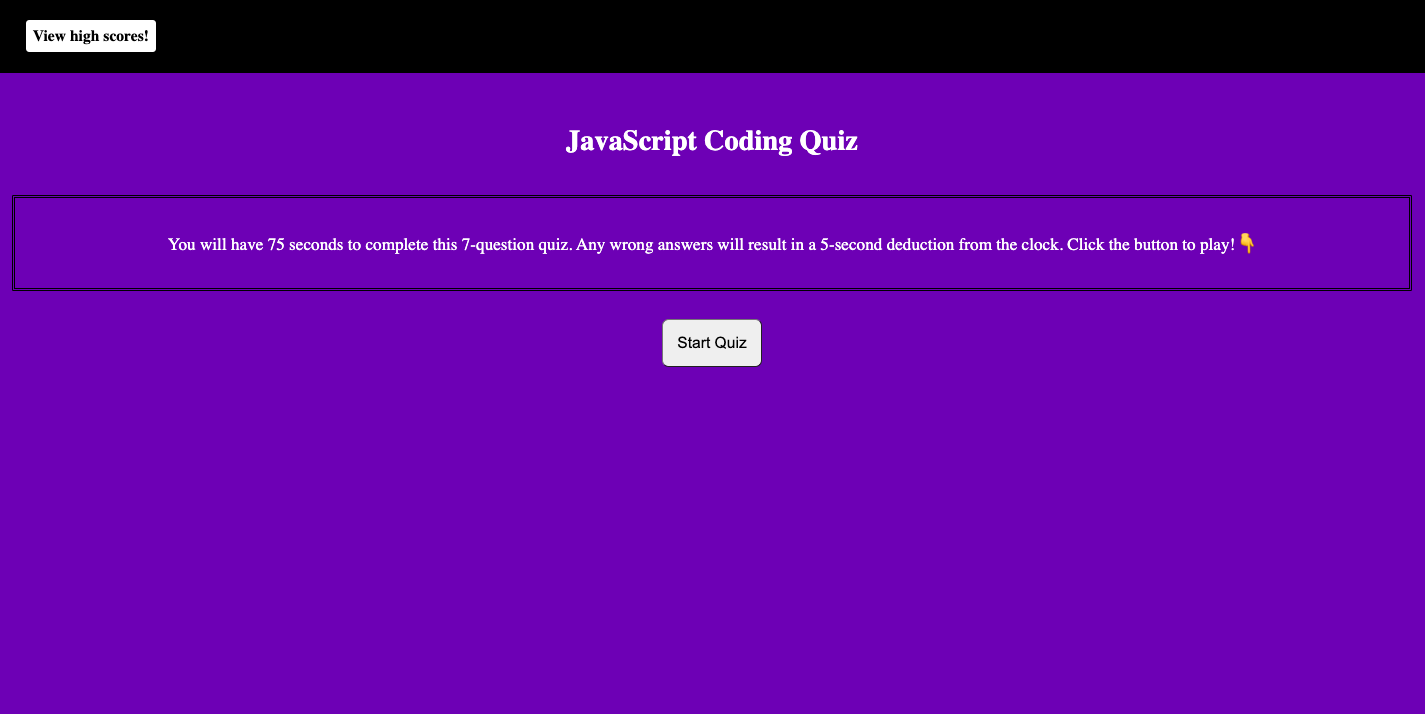 View high scores!
JavaScript Coding Quiz
You will have 75 seconds to complete this 7-question quiz. Any wrong answers will result in a 5-second deduction from the clock. Click the button to play!👇
Start Quiz